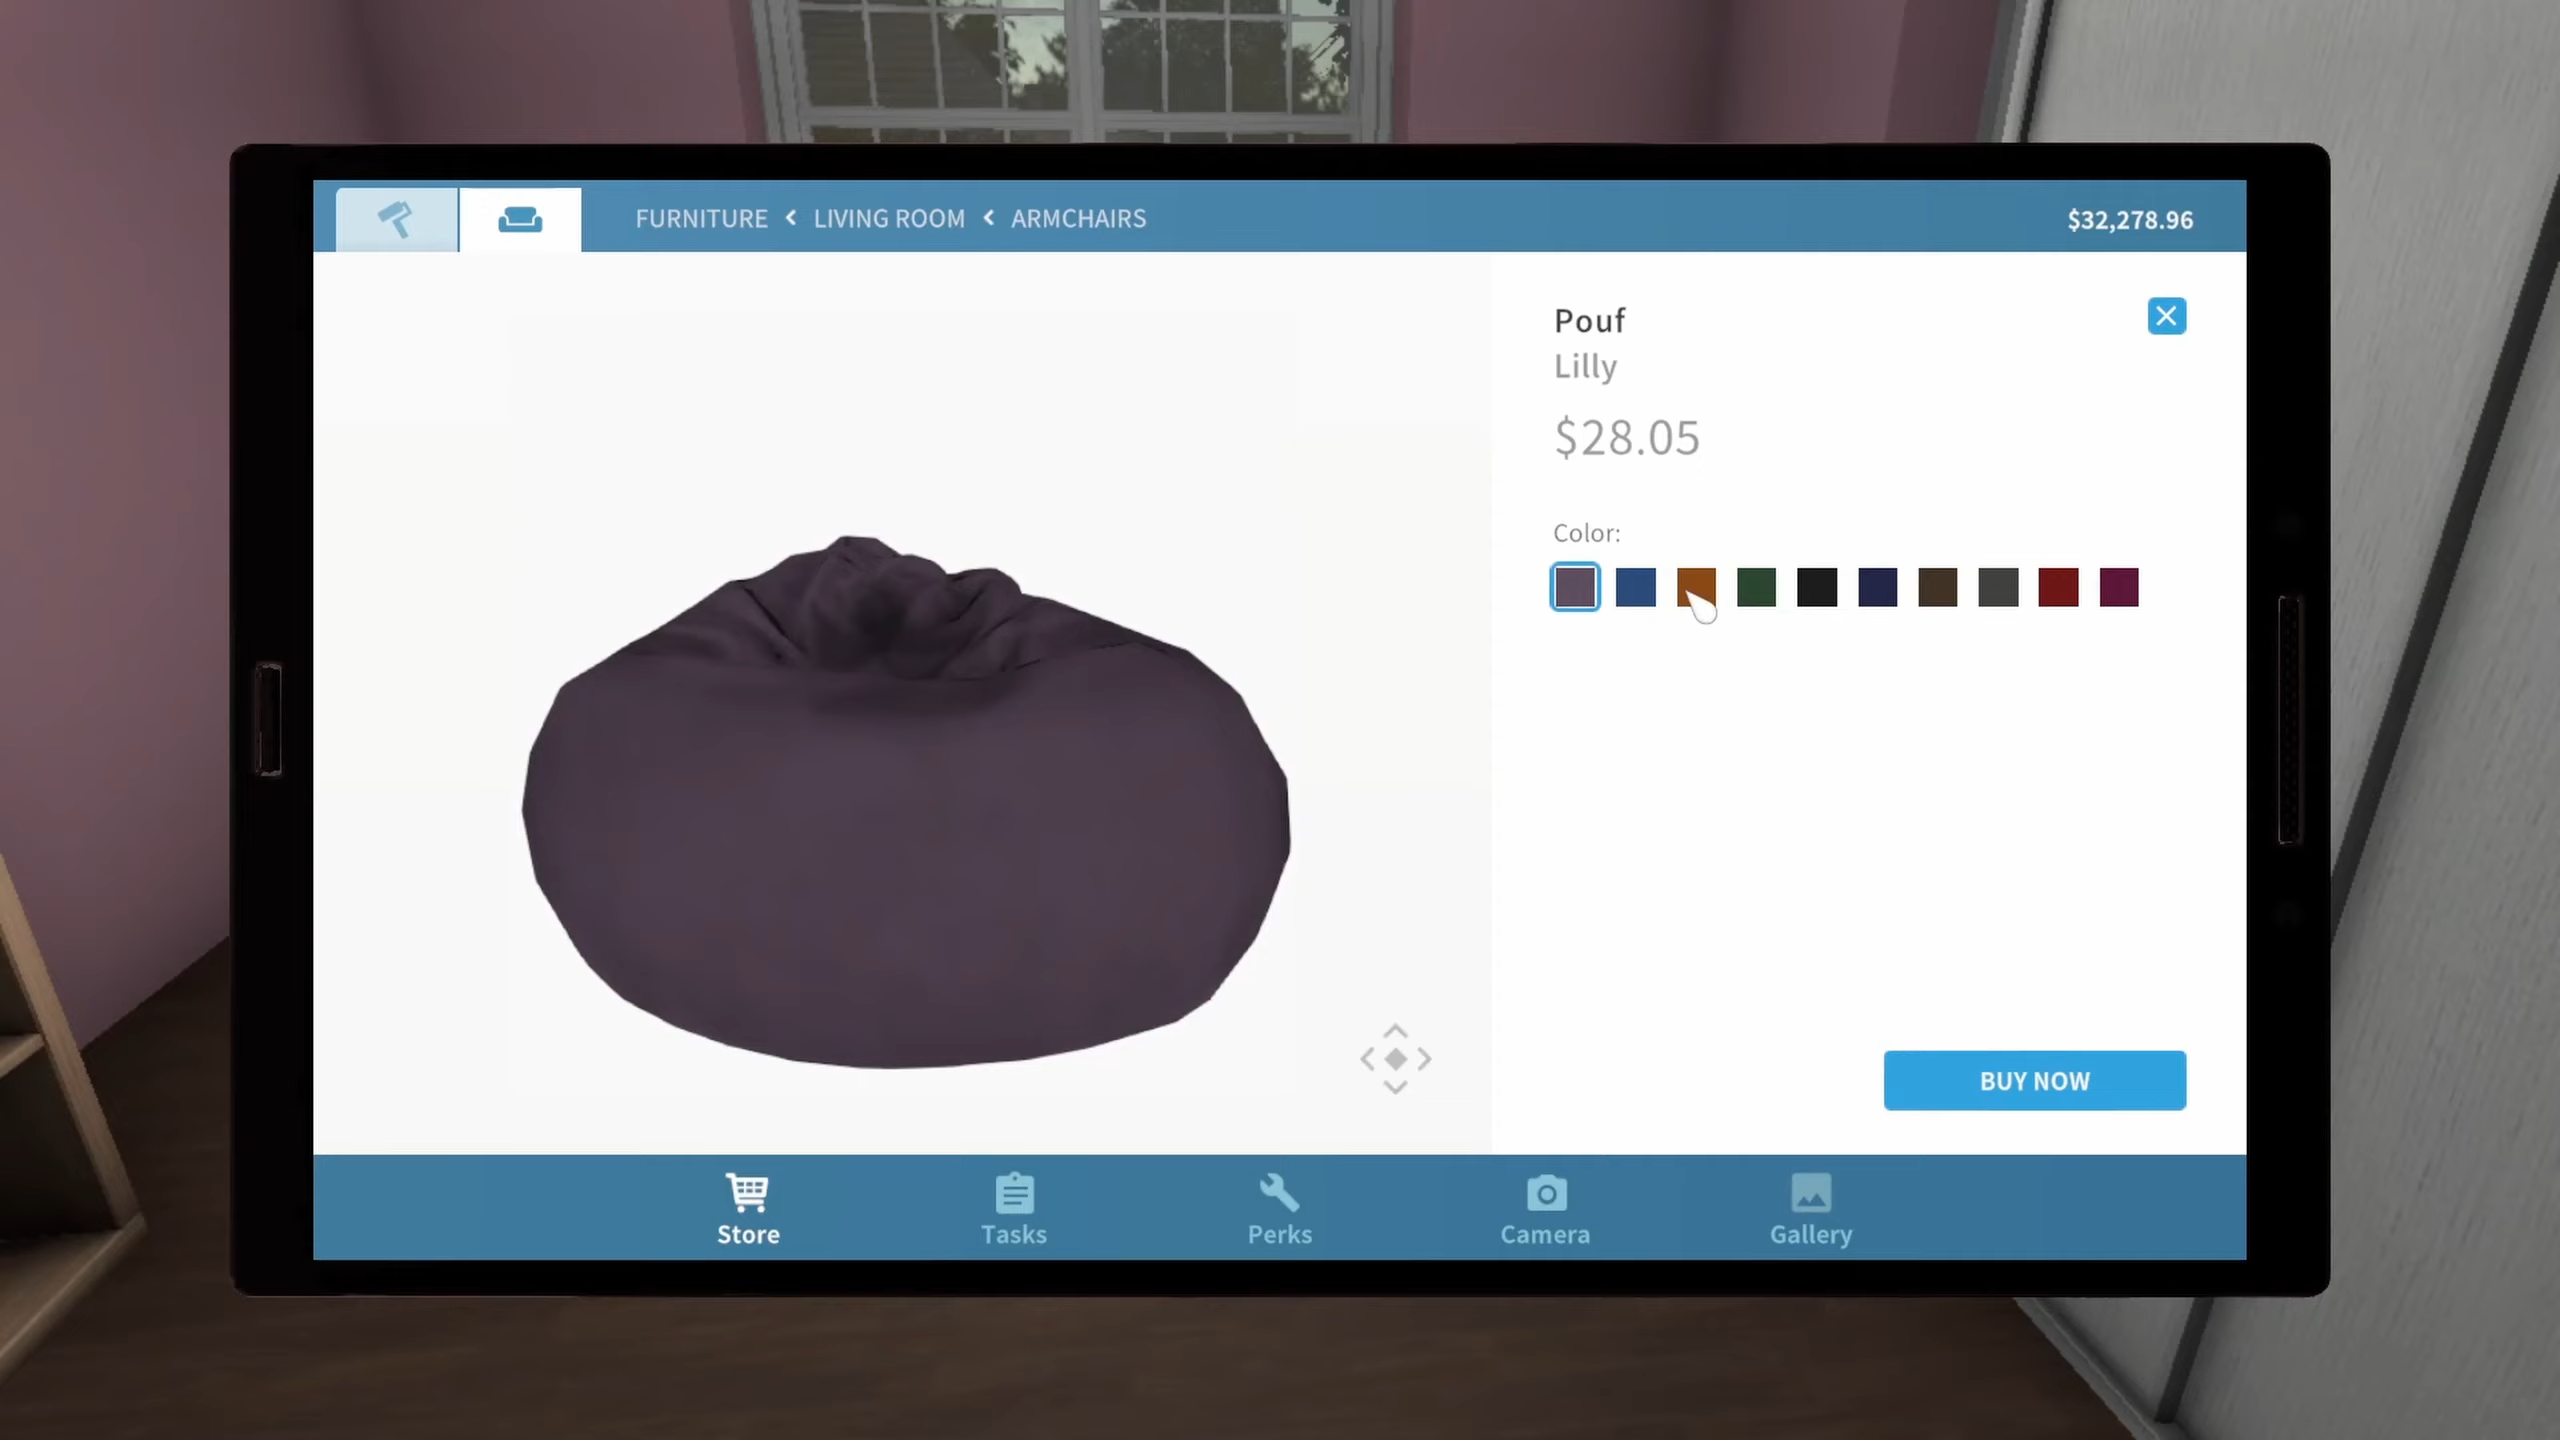 FURNITURE < LIVING ROOM < ARMCHAIRS
$32,278.96
Pouf
Lilly
$28.05
Color:
BUY NOW
Store
Tasks
Perks
Camera
Gallery